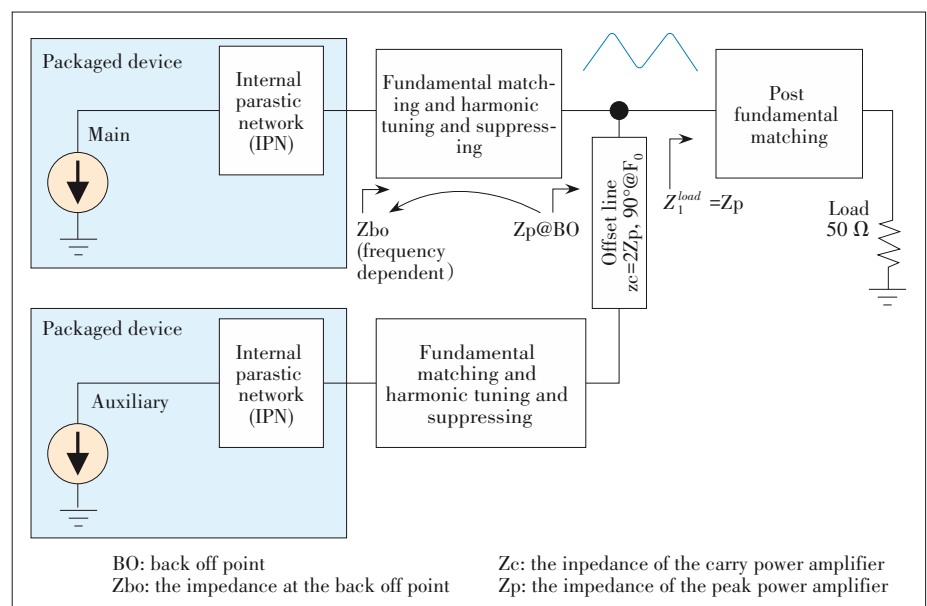 Packaged device
Internal
parastic
network
(IPN)
Main
Fundamental match-
ing and harmonic
tuning and suppress-
ing
Post
fundamental
matching
Zbo
(frequency
dependent)
Zp@BO
Offset line
zc=2Zp, 90°@F₀
Z₁ˡᵒᵃᵈ =Zp
Load
50 Ω
Packaged device
Internal
parastic
network
(IPN)
Auxiliary
Fundamental
matching and
harmonic tuning and
suppressing
BO: back off point
Zbo: the impedance at the back off point
Zc: the inpedance of the carry power amplifier
Zp: the inpedance of the peak power amplifier